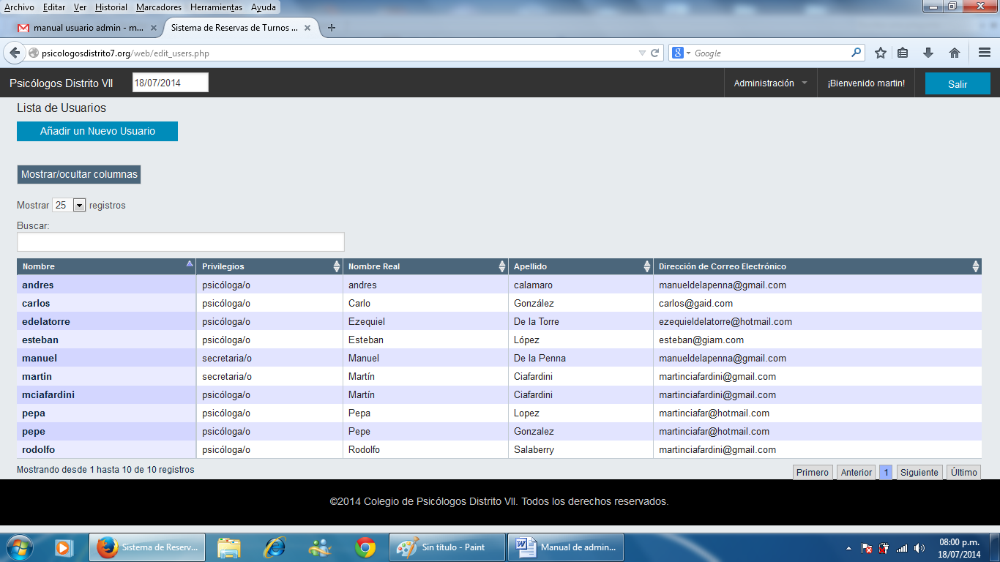 Archivo Editar Ver Historial Marcadores Herramientas Ayuda
manual usuario admin - m... × Sistema de Reservas de Turnos ... × +
psicologosdistrito7.org/web/edit_users.php Google
Psicólogos Distrito VII 18/07/2014 Administración ¡Bienvenido martin! Salir
Lista de Usuarios
Añadir un Nuevo Usuario
Mostrar/ocultar columnas
Mostrar 25 registros
Buscar:
Nombre Privilegios Nombre Real Apellido Dirección de Correo Electrónico
andres psicóloga/o andres calamaro manueldelapenna@gmail.com
carlos psicóloga/o Carlo González carlos@gaid.com
edelatorre psicóloga/o Ezequiel De la Torre ezequieldelatorre@hotmail.com
esteban psicóloga/o Esteban López esteban@giam.com
manuel secretaria/o Manuel De la Penna manueldelapenna@gmail.com
martin secretaria/o Martín Ciafardini martinciafardini@gmail.com
mciafardini psicóloga/o Martín Ciafardini martinciafardini@gmail.com
pepa psicóloga/o Pepa Lopez martinciafar@hotmail.com
pepe psicóloga/o Pepe Gonzalez martinciafar@hotmail.com
rodolfo psicóloga/o Rodolfo Salaberry martinciafardini@gmail.com
Mostrando desde 1 hasta 10 de 10 registros Primero Anterior 1 Siguiente Último
©2014 Colegio de Psicólogos Distrito VII. Todos los derechos reservados.
Sistema de Reserv... Sin título - Paint Manual de admin... 08:00 p.m.
18/07/2014